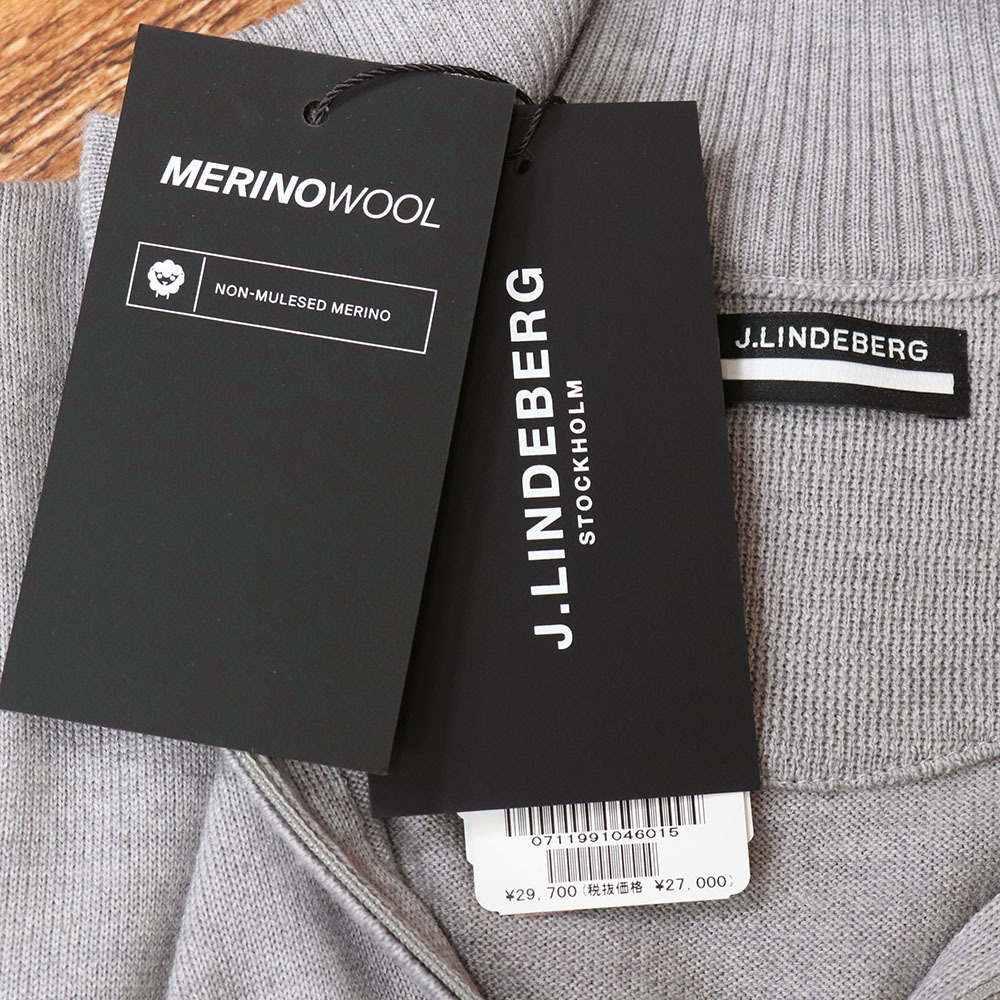 MERINOWOOL
NON-MULESED MERINO
J.LINDEBERG
STOCKHOLM
J.LINDEBERG
0711991046015
¥29,700(税抜価格 ¥27,000)